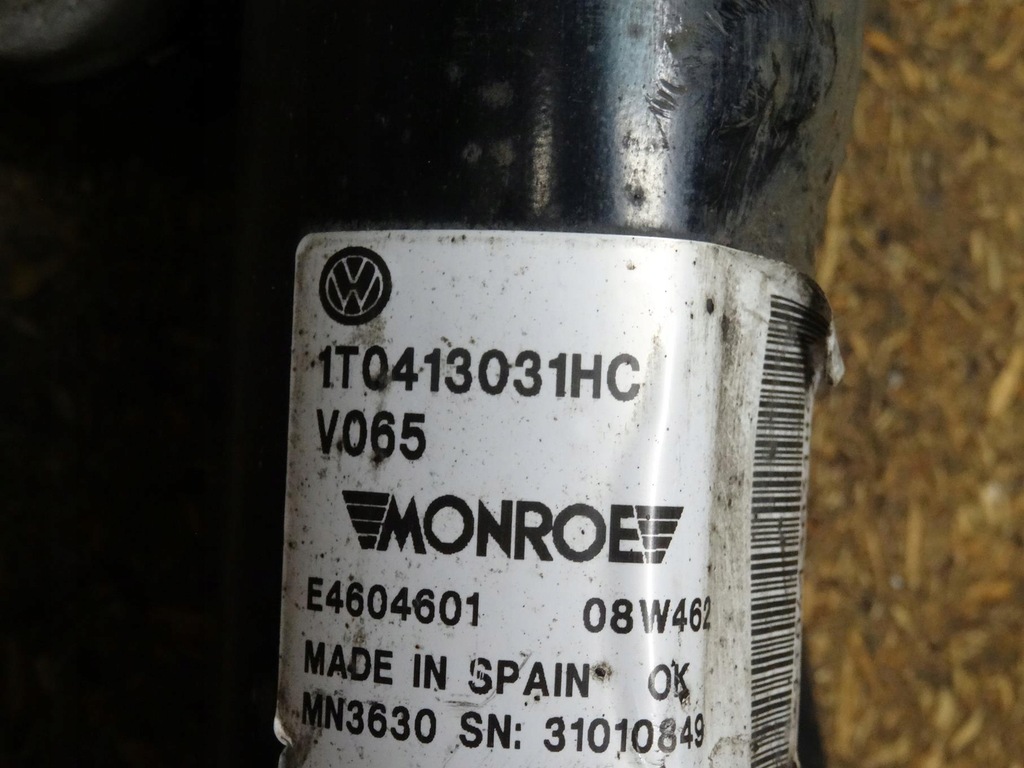 1T0413031HC
V065
MONROE
E4604601 08W462
MADE IN SPAIN OK
MN3630 SN: 31010849